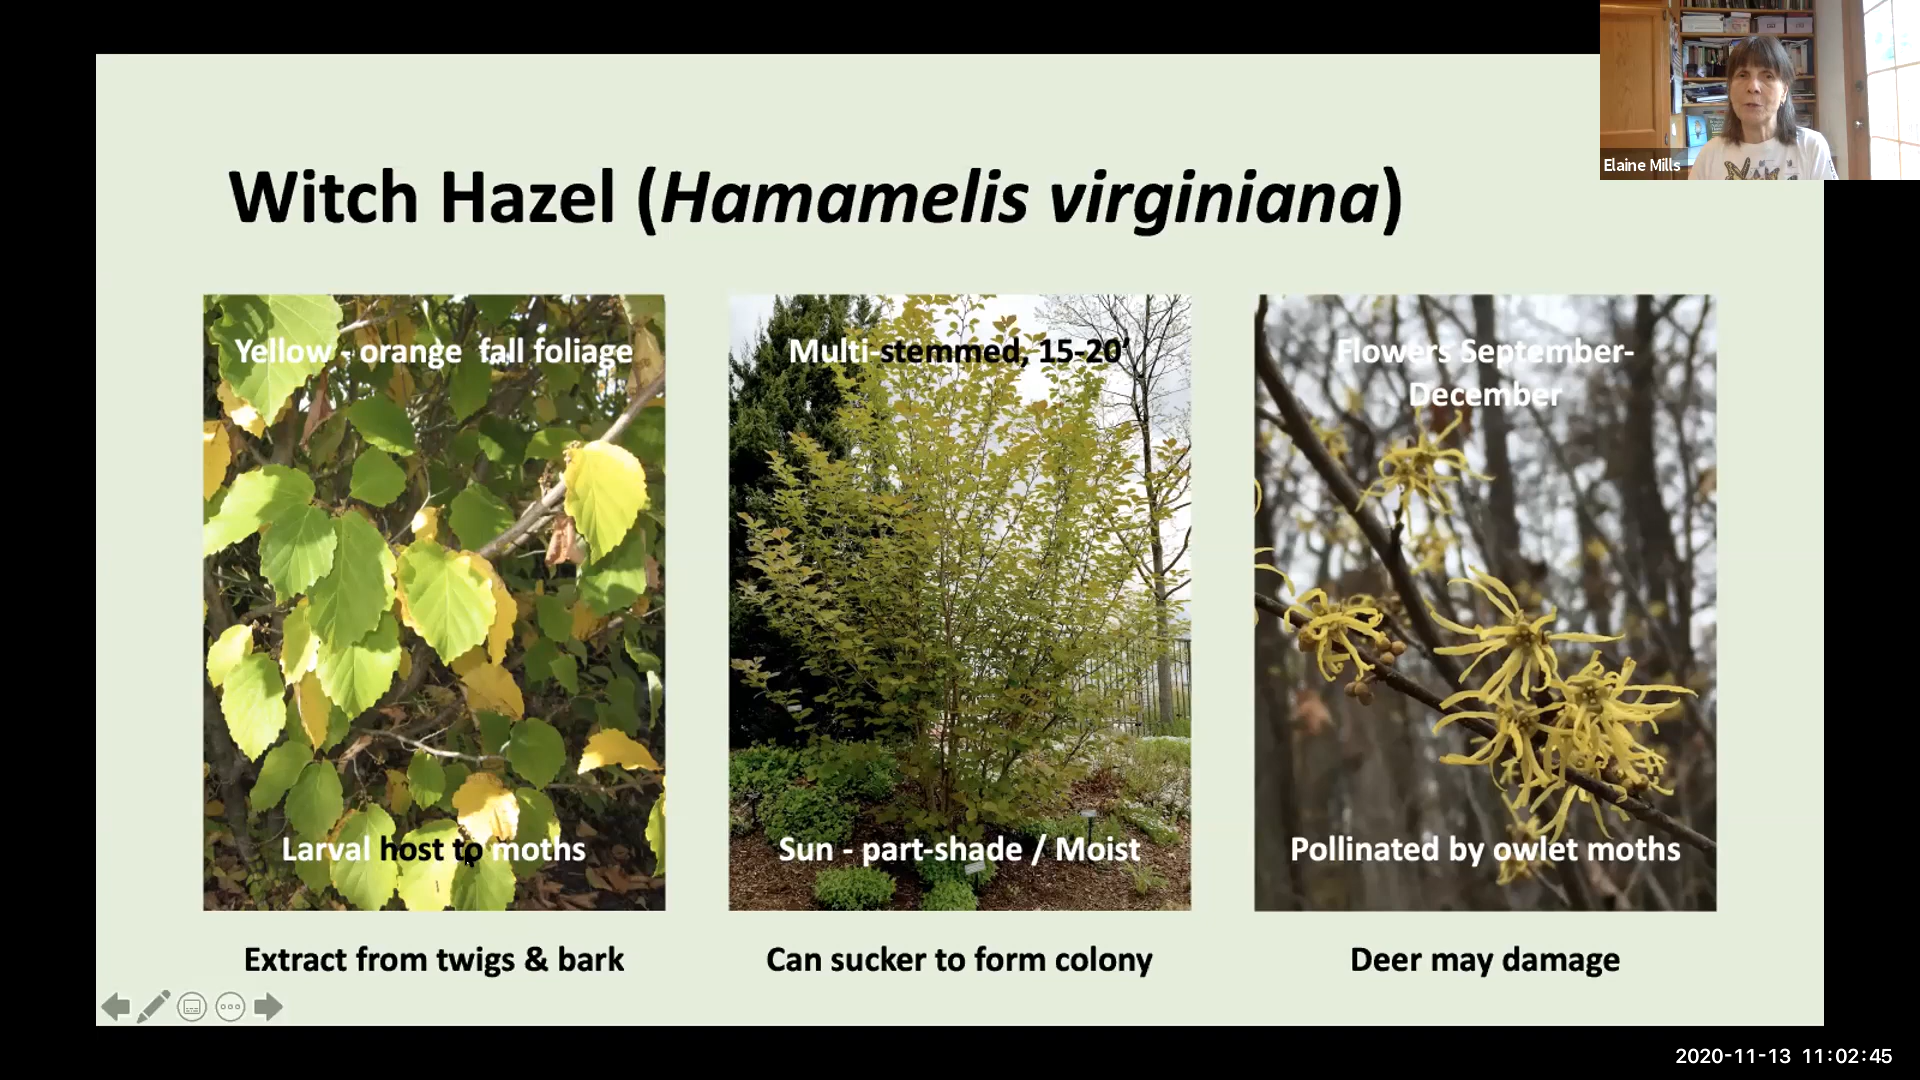 Elaine Mills
Witch Hazel (Hamamelis virginiana)
Yellow - orange fall foliage
Larval host to moths
Extract from twigs & bark
Multi-stemmed, 15-20’
Sun - part-shade / Moist
Can sucker to form colony
Flowers September-
December
Pollinated by owlet moths
Deer may damage
2020-11-13 11:02:45